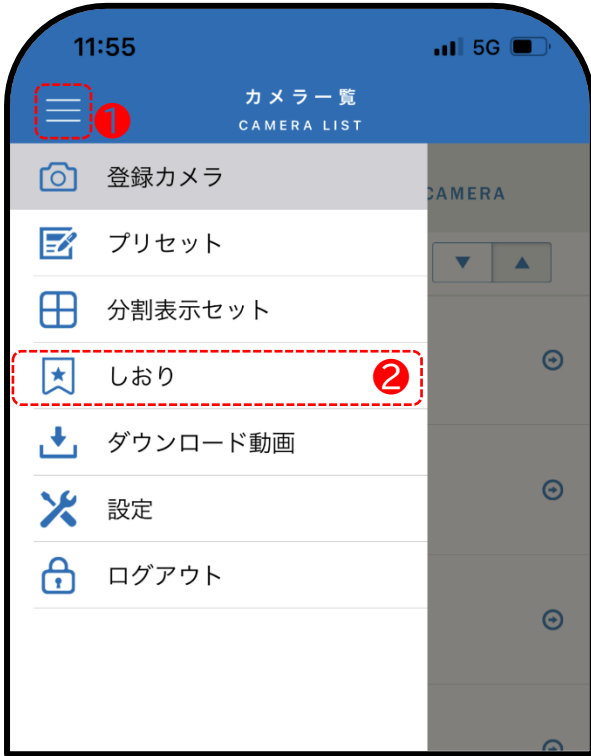 11:55 5G
❶
カメラ一覧
CAMERA LIST
登録カメラ
CAMERA
プリセット
▼ ▲
分割表示セット
しおり ❷
ダウンロード動画
設定
ログアウト